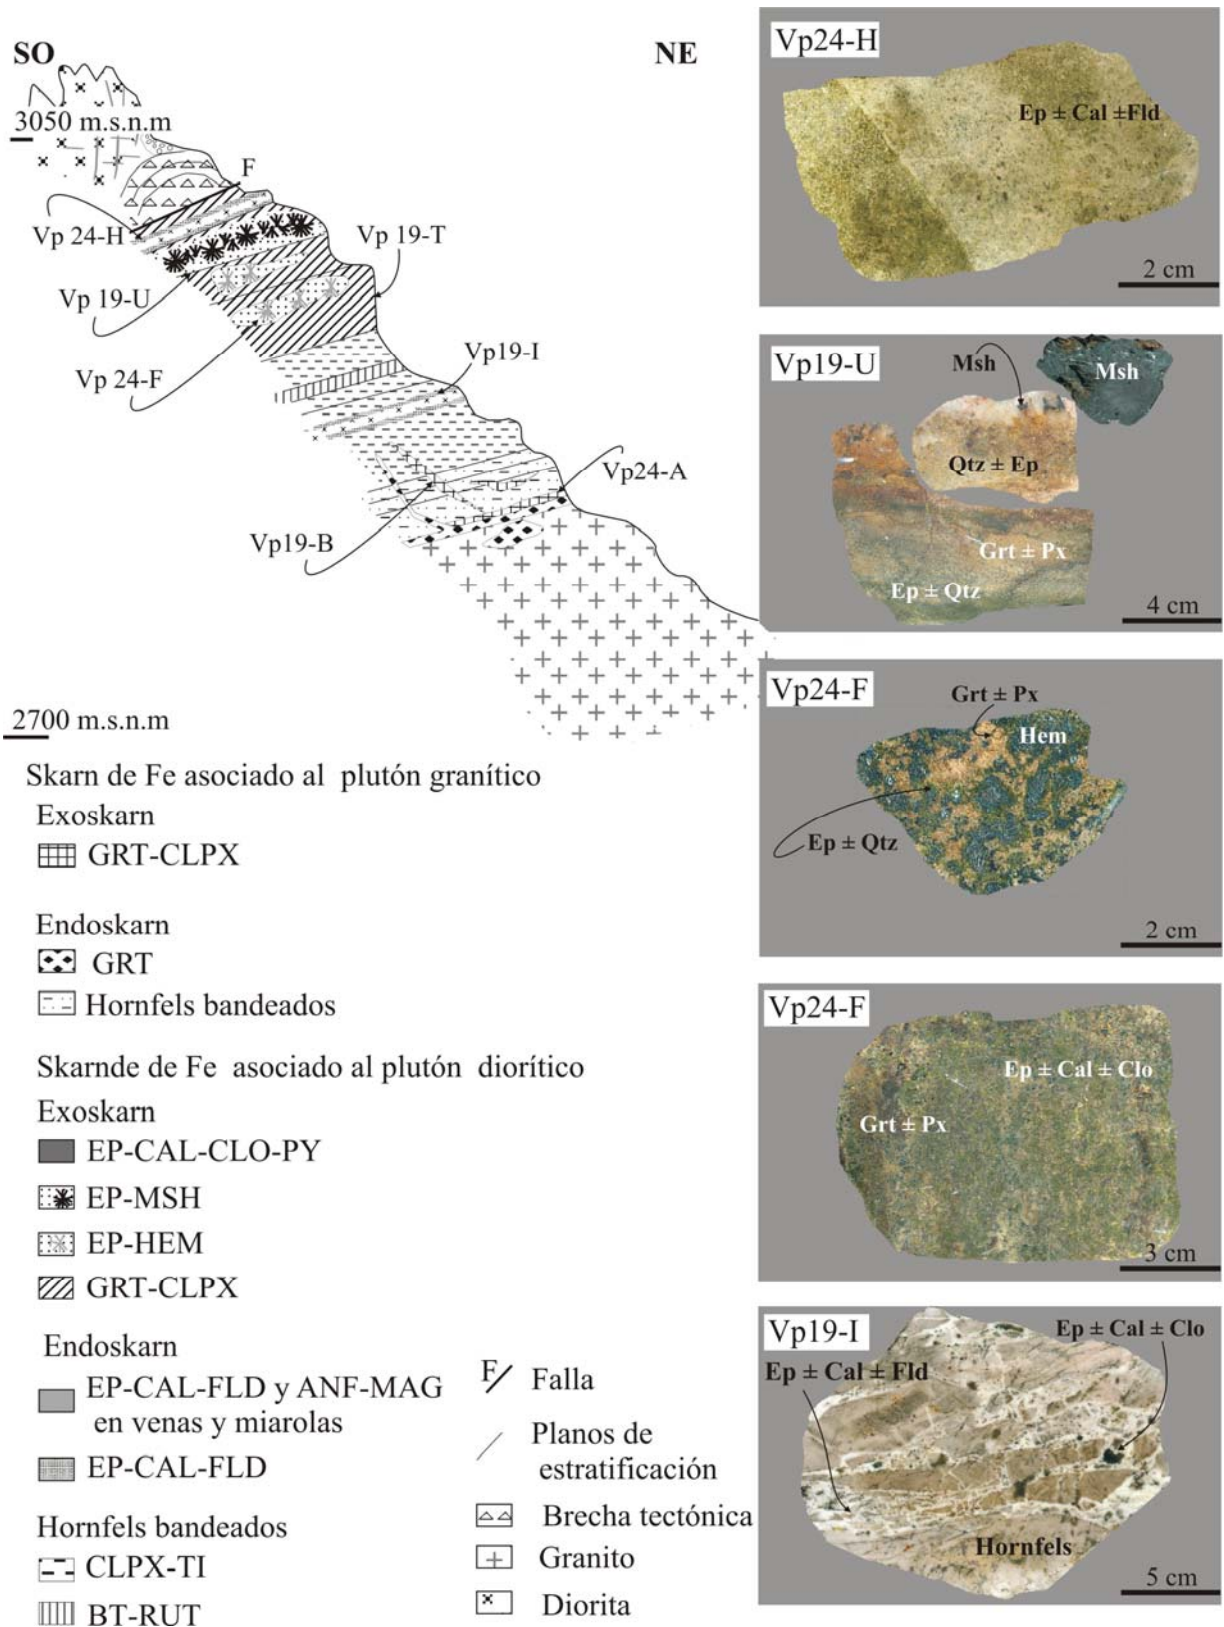 SO
NE
3050 m.s.n.m
F
Vp 24-H
Vp 19-T
Vp 19-U
Vp19-I
Vp 24-F
Vp24-A
Vp19-B
2700 m.s.n.m
Skarn de Fe asociado al plutón granítico
Exoskarn
GRT-CLPX
Endoskarn
GRT
Hornfels bandeados
Skarnde de Fe asociado al plutón diorítico
Exoskarn
EP-CAL-CLO-PY
EP-MSH
EP-HEM
GRT-CLPX
Endoskarn
EP-CAL-FLD y ANF-MAG
en venas y miarolas
EP-CAL-FLD
Hornfels bandeados
CLPX-TI
BT-RUT
F
Falla
Planos de
estratificación
Brecha tectónica
Granito
Diorita
Vp24-H
Ep ± Cal ±Fld
2 cm
Vp19-U
Msh
Msh
Qtz ± Ep
Grt ± Px
Ep ± Qtz
4 cm
Vp24-F
Grt ± Px
Hem
Ep ± Qtz
2 cm
Vp24-F
Ep ± Cal ± Clo
Grt ± Px
3 cm
Vp19-I
Ep ± Cal ± Clo
Ep ± Cal ± Fld
Hornfels
5 cm